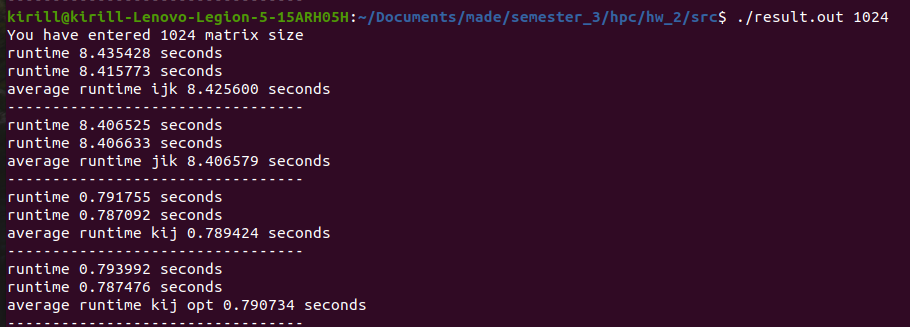 kirill@kirill-Lenovo-Legion-5-15ARH05H:~/Documents/made/semester_3/hpc/hw_2/src$ ./result.out 1024
You have entered 1024 matrix size
runtime 8.435428 seconds
runtime 8.415773 seconds
average runtime ijk 8.425600 seconds
---------------------------------
runtime 8.406525 seconds
runtime 8.406633 seconds
average runtime jik 8.406579 seconds
---------------------------------
runtime 0.791755 seconds
runtime 0.787092 seconds
average runtime kij 0.789424 seconds
---------------------------------
runtime 0.793992 seconds
runtime 0.787476 seconds
average runtime kij opt 0.790734 seconds
---------------------------------